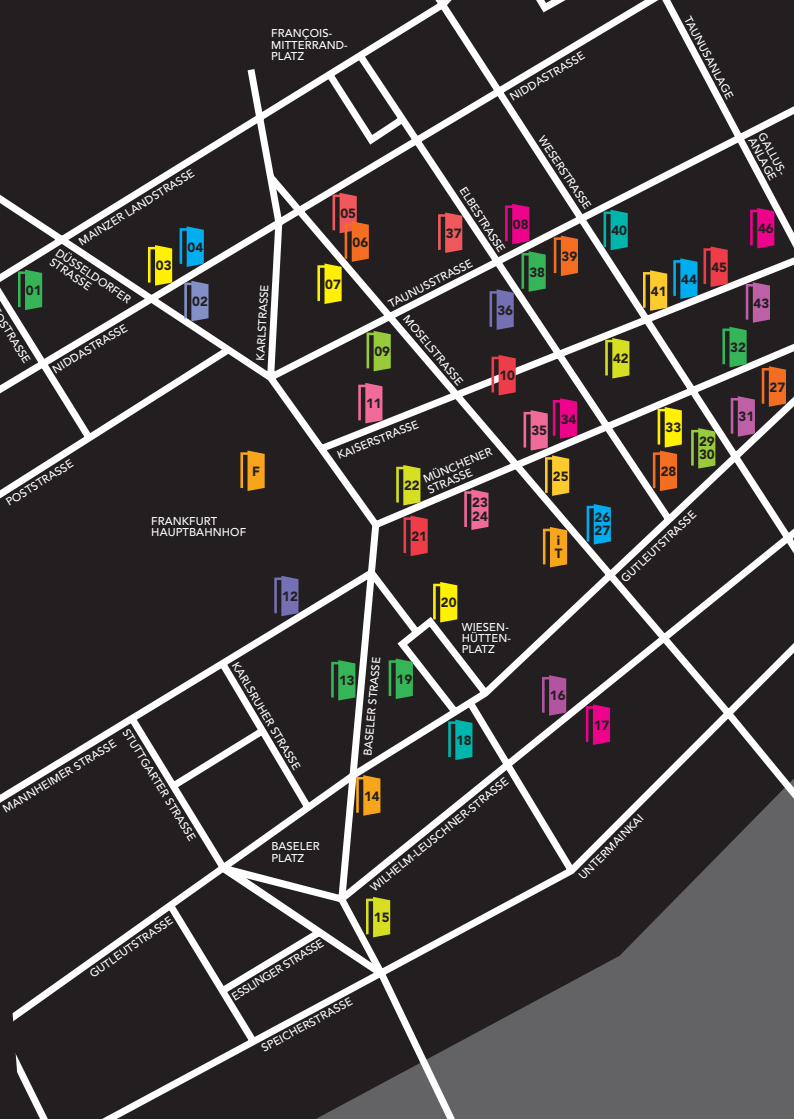 FRANÇOIS-
MITTERRAND-
PLATZ
TAUNUSANLAGE
NIDDASTRASSE
GALLUS-
ANLAGE
WESERSTRASSE
MAINZER LANDSTRASSE
ELBESTRASSE
05
08
46
40
37
04
06
39
03
DÜSSELDORFER
STRASSE
45
38
44
07
TAUNUSSTRASSE
01
41
02
43
36
KARLSTRASSE
MOSELSTRASSE
OSTSTRASSE
NIDDASTRASSE
32
09
42
10
27
11
34
31
35
33
KAISERSTRASSE
29
30
MÜNCHENER
STRASSE
F
28
25
22
POSTSTRASSE
23
24
FRANKFURT
HAUPTBAHNHOF
26
27
21
i
T
GUTLEUTSTRASSE
12
20
WIESEN-
HÜTTEN-
PLATZ
13
19
BASELER STRASSE
KARLSRUHER STRASSE
16
17
18
STUTTGARTER STRASSE
MANNHEIMER STRASSE
14
WILHELM-LEUSCHNER-STRASSE
BASELER
PLATZ
UNTERMAINKAI
15
GUTLEUTSTRASSE
ESSLINGER STRASSE
SPEICHERSTRASSE